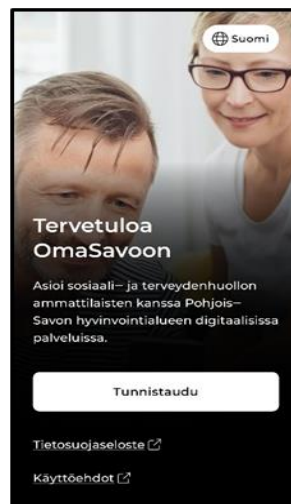 Suomi
Tervetuloa
OmaSavoon
Asioi sosiaali– ja terveydenhuollon
ammattilaisten kanssa Pohjois–
Savon hyvinvointialueen digitaalisissa
palveluissa.
Tunnistaudu
Tietosuojaseloste
Käyttöehdot